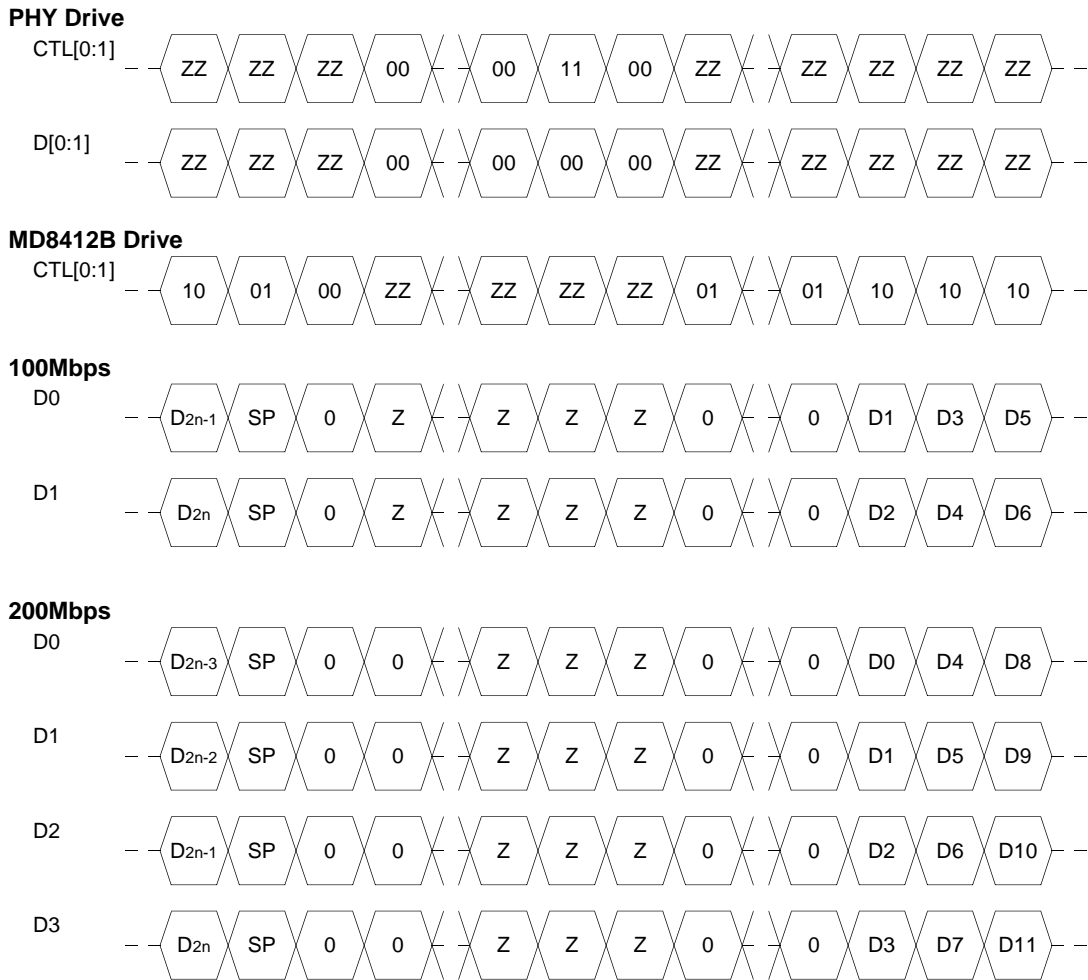 PHY Drive
CTL[0:1]
ZZ ZZ ZZ 00 00 11 00 ZZ ZZ ZZ ZZ ZZ
D[0:1]
ZZ ZZ ZZ 00 00 00 00 ZZ ZZ ZZ ZZ ZZ
MD8412B Drive
CTL[0:1]
10 01 00 ZZ ZZ ZZ ZZ 01 01 10 10 10
100Mbps
D0
D2n-1 SP 0 Z Z Z Z 0 0 D1 D3 D5
D1
D2n SP 0 Z Z Z Z 0 0 D2 D4 D6
200Mbps
D0
D2n-3 SP 0 0 Z Z Z 0 0 D0 D4 D8
D1
D2n-2 SP 0 0 Z Z Z 0 0 D1 D5 D9
D2
D2n-1 SP 0 0 Z Z Z 0 0 D2 D6 D10
D3
D2n SP 0 0 Z Z Z 0 0 D3 D7 D11